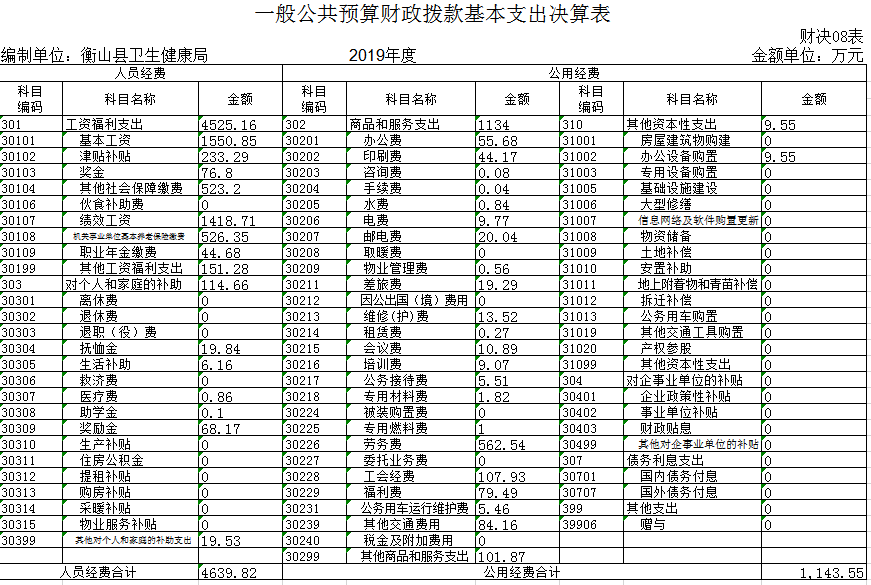 一般公共预算财政拨款基本支出决算表
财决08表
编制单位：衡山县卫生健康局 2019年度 金额单位：万元
人员经费 公用经费
科目编码 科目名称 金额 科目编码 科目名称 金额 科目编码 科目名称 金额
301 工资福利支出 4525.16 302 商品和服务支出 1134 310 其他资本性支出 9.55
30101 基本工资 1550.85 30201 办公费 55.68 31001 房屋建筑物购建 0
30102 津贴补贴 233.29 30202 印刷费 44.17 31002 办公设备购置 9.55
30103 奖金 76.8 30203 咨询费 0.08 31003 专用设备购置 0
30104 其他社会保障缴费 523.2 30204 手续费 0.04 31005 基础设施建设 0
30106 伙食补助费 0 30205 水费 0.84 31006 大型修缮 0
30107 绩效工资 1418.71 30206 电费 9.77 31007 信息网络及软件购置更新 0
30108 机关事业单位基本养老保险缴费 526.35 30207 邮电费 20.04 31008 物资储备 0
30109 职业年金缴费 44.68 30208 取暖费 0 31009 土地补偿 0
30199 其他工资福利支出 151.28 30209 物业管理费 0.56 31010 安置补助 0
303 对个人和家庭的补助 114.66 30211 差旅费 19.29 31011 地上附着物和青苗补偿 0
30301 离休费 0 30212 因公出国（境）费用 0 31012 拆迁补偿 0
30302 退休费 0 30213 维修(护)费 13.52 31013 公务用车购置 0
30303 退职（役）费 0 30214 租赁费 0.27 31019 其他交通工具购置 0
30304 抚恤金 19.84 30215 会议费 10.89 31020 产权参股 0
30305 生活补助 6.16 30216 培训费 9.07 31099 其他资本性支出 0
30306 救济费 0 30217 公务接待费 5.51 304 对企事业单位的补贴 0
30307 医疗费 0.86 30218 专用材料费 1.82 30401 企业政策性补贴 0
30308 助学金 0.1 30224 被装购置费 0 30402 事业单位补贴 0
30309 奖励金 68.17 30225 专用燃料费 1 30403 财政贴息 0
30310 生产补贴 0 30226 劳务费 562.54 30499 其他对企事业单位的补贴 0
30311 住房公积金 0 30227 委托业务费 0 307 债务利息支出 0
30312 提租补贴 0 30228 工会经费 107.93 30701 国内债务付息 0
30313 购房补贴 0 30229 福利费 79.49 30707 国外债务付息 0
30314 采暖补贴 0 30231 公务用车运行维护费 5.46 399 其他支出 0
30315 物业服务补贴 0 30239 其他交通费用 84.16 39906 赠与 0
30399 其他对个人和家庭的补助支出 19.53 30240 税金及附加费用 0
30299 其他商品和服务支出 101.87
人员经费合计 4639.82 公用经费合计 1,143.55